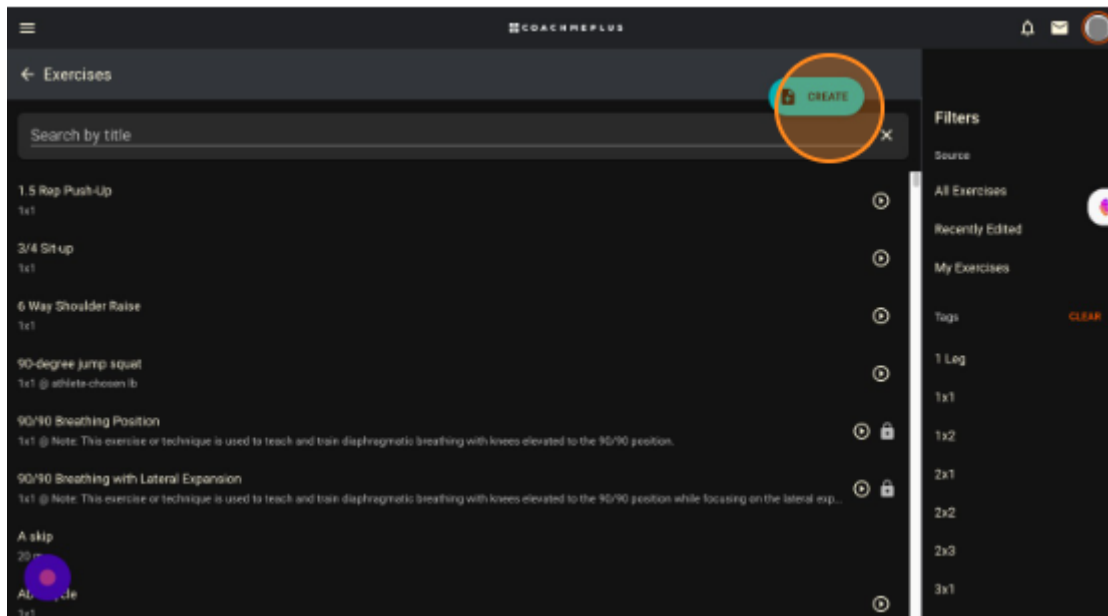 COACHMEPLUS
Exercises
CREATE
Search by title
1.5 Rep Push-Up
1x1
3/4 Sit-up
1x1
6 Way Shoulder Raise
1x1
90-degree jump squat
1x1 @ athlete-chosen lb
90/90 Breathing Position
1x1 @ Note: This exercise or technique is used to teach and train diaphragmatic breathing with knees elevated to the 90/90 position.
90/90 Breathing with Lateral Expansion
1x1 @ Note: This exercise or technique is used to teach and train diaphragmatic breathing with knees elevated to the 90/90 position while focusing on the lateral exp...
A skip
20
1x1
Filters
Source
All Exercises
Recently Edited
My Exercises
Tags CLEAR
1 Leg
1x1
1x2
2x1
2x2
2x3
3x1